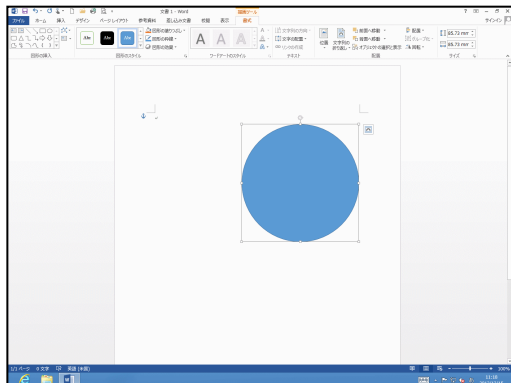 文書 1 - Word
描画ツール
サインイン
ファイル ホーム 挿入 デザイン ページ レイアウト 参考資料 差し込み文書 校閲 表示 書式
Abc Abc Abc
図形の塗りつぶし
図形の枠線
図形の効果
A A A
文字列の方向
文字の配置
リンクの作成
位置 文字列の折り返し
前面へ移動
背面へ移動
オブジェクトの選択と表示
配置
グループ化
回転
85.73 mm
85.73 mm
図形の挿入 図形のスタイル ワードアートのスタイル テキスト 配置 サイズ
1/1 ページ 0 文字 英語 (米国) 100%
11:18